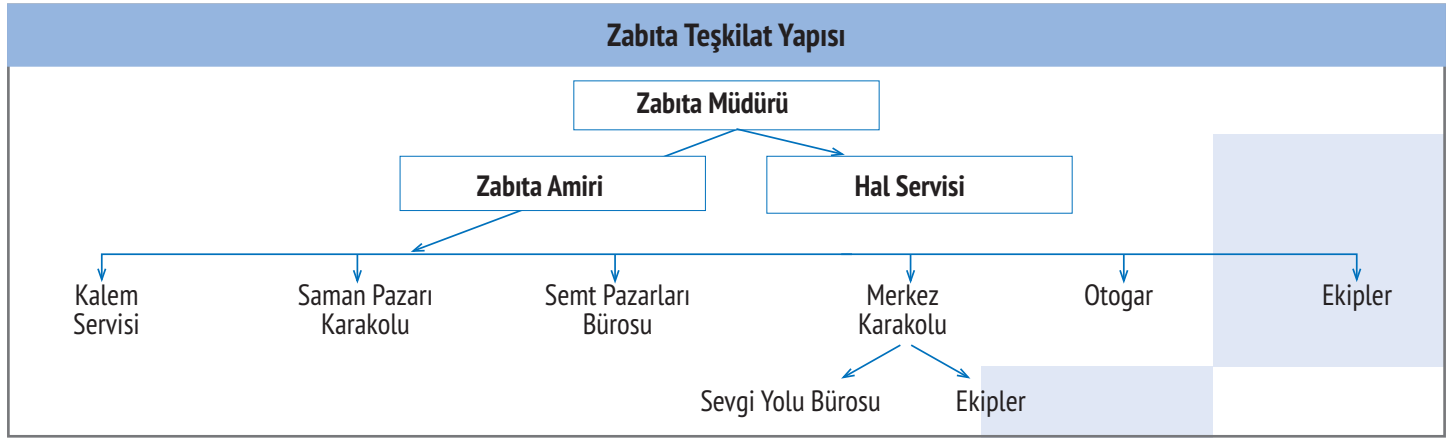 Zabıta Teşkilat Yapısı
Zabıta Müdürü
Zabıta Amiri
Hal Servisi
Kalem
Servisi
Saman Pazarı
Karakolu
Semt Pazarları
Bürosu
Merkez
Karakolu
Otogar
Ekipler
Sevgi Yolu Bürosu
Ekipler